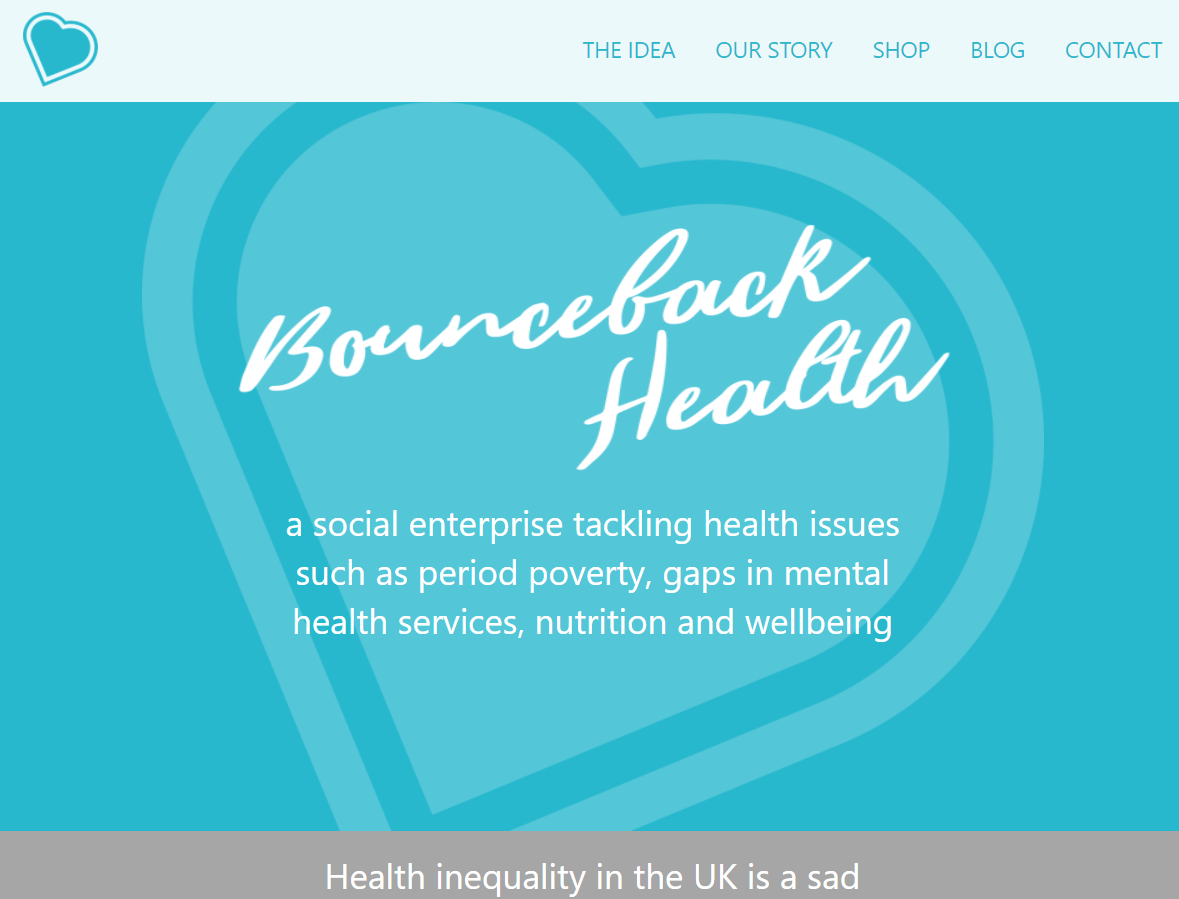 THE IDEA OUR STORY SHOP BLOG CONTACT
Bounceback
Health
a social enterprise tackling health issues
such as period poverty, gaps in mental
health services, nutrition and wellbeing
Health inequality in the UK is a sad